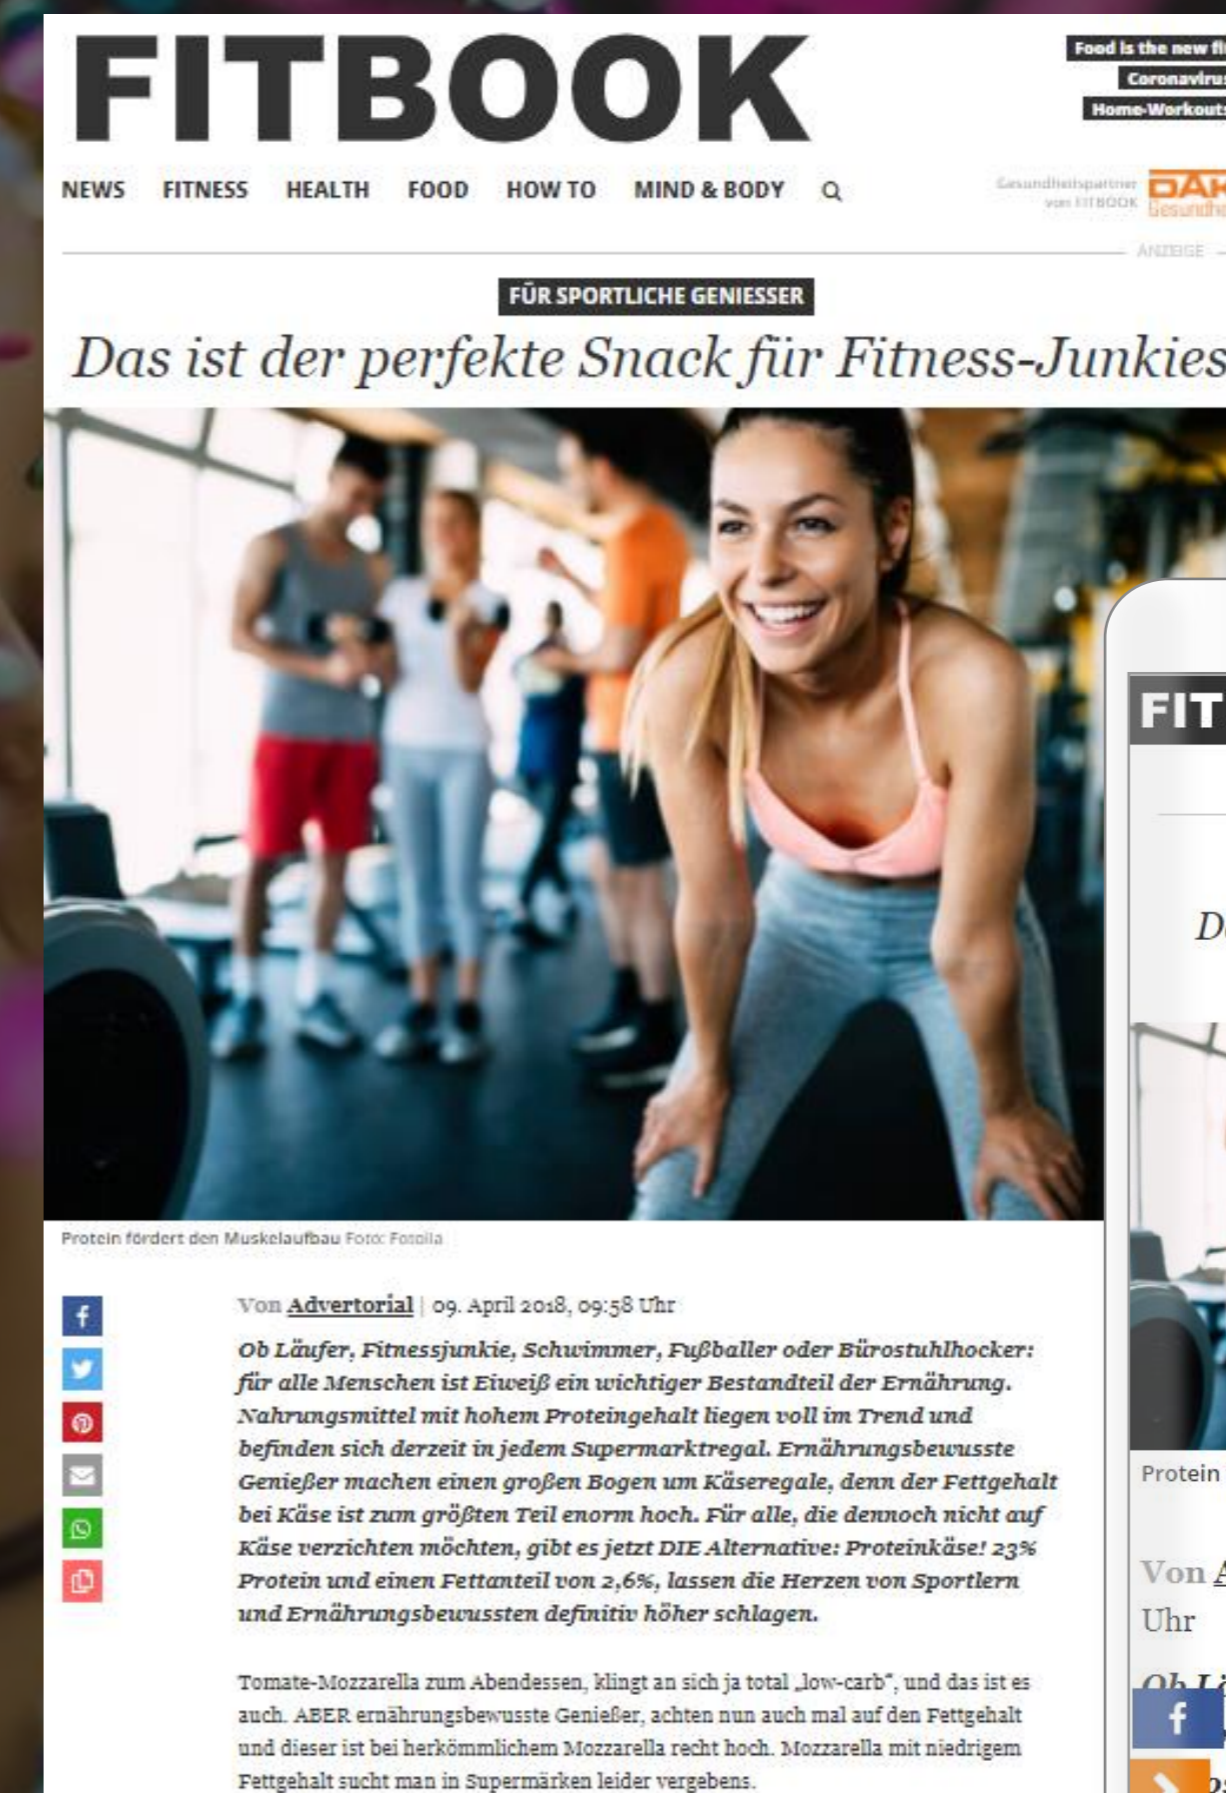 FITBOOK
Food is the new fi
Coronavirus
Home-Workouts
NEWS FITNESS HEALTH FOOD HOW TO MIND & BODY
Gesundheitspartner
von FITBOOK
DAK
Gesundhe
ANZEIGE
FÜR SPORTLICHE GENIESSER
Das ist der perfekte Snack für Fitness-Junkies
Protein fördert den Muskelaufbau Foto: Fotolia
Von Advertorial | 09. April 2018, 09:58 Uhr
Ob Läufer, Fitnessjunkie, Schwimmer, Fußballer oder Bürostuhlhocker:
für alle Menschen ist Eiweiß ein wichtiger Bestandteil der Ernährung.
Nahrungsmittel mit hohem Proteingehalt liegen voll im Trend und
befinden sich derzeit in jedem Supermarktregal. Ernährungsbewusste
Genießer machen einen großen Bogen um Käseregale, denn der Fettgehalt
bei Käse ist zum größten Teil enorm hoch. Für alle, die dennoch nicht auf
Käse verzichten möchten, gibt es jetzt DIE Alternative: Proteinkäse! 23%
Protein und einen Fettanteil von 2,6%, lassen die Herzen von Sportlern
und Ernährungsbewussten definitiv höher schlagen.
Tomate-Mozzarella zum Abendessen, klingt an sich ja total „low-carb“, und das ist es
auch. ABER ernährungsbewusste Genießer, achten nun auch mal auf den Fettgehalt
und dieser ist bei herkömmlichem Mozzarella recht hoch. Mozzarella mit niedrigem
Fettgehalt sucht man in Supermärken leider vergebens.
FIT
Protein
Von A
Uhr
Ob Lä